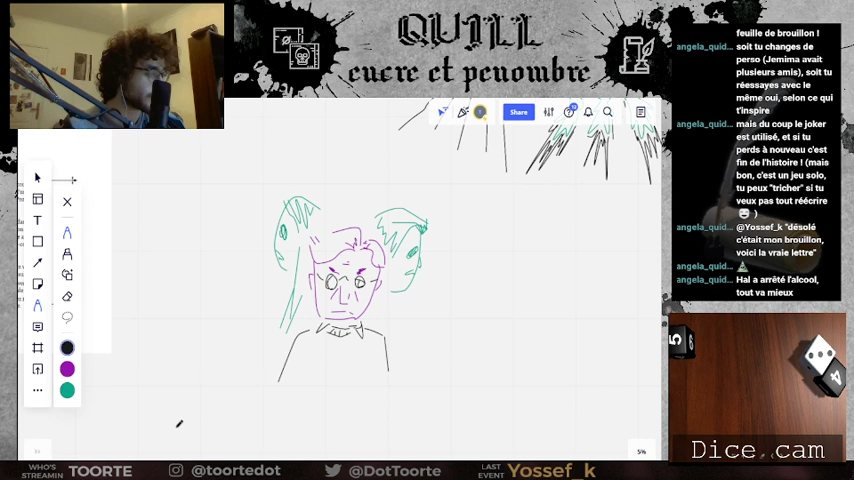 QUILL
encre et penombre
Share
T
5%
feuille de brouillon !
angela_quid... soit tu changes de
perso (Jemima avait
plusieurs amis), soit tu
réessayes avec le
même oui, selon ce qui
t'inspire
angela_quid... mais du coup le joker
est utilisé, et si tu
perds à nouveau c'est
fin de l'histoire ! (mais
bon, c'est un jeu solo,
tu peux "tricher" si tu
veux pas tout réécrire
)
angela_quid... @Yossef_k "désolé
c'était mon brouillon,
voici la vraie lettre"
angela_quid...
angela_quid... Hal a arrêté l'alcool,
tout va mieux
5
4
Dice.cam
WHO'S
STREAMIN
TOORTE
@toortedot
@DotToorte
LAST
EVENT
Yossef_k